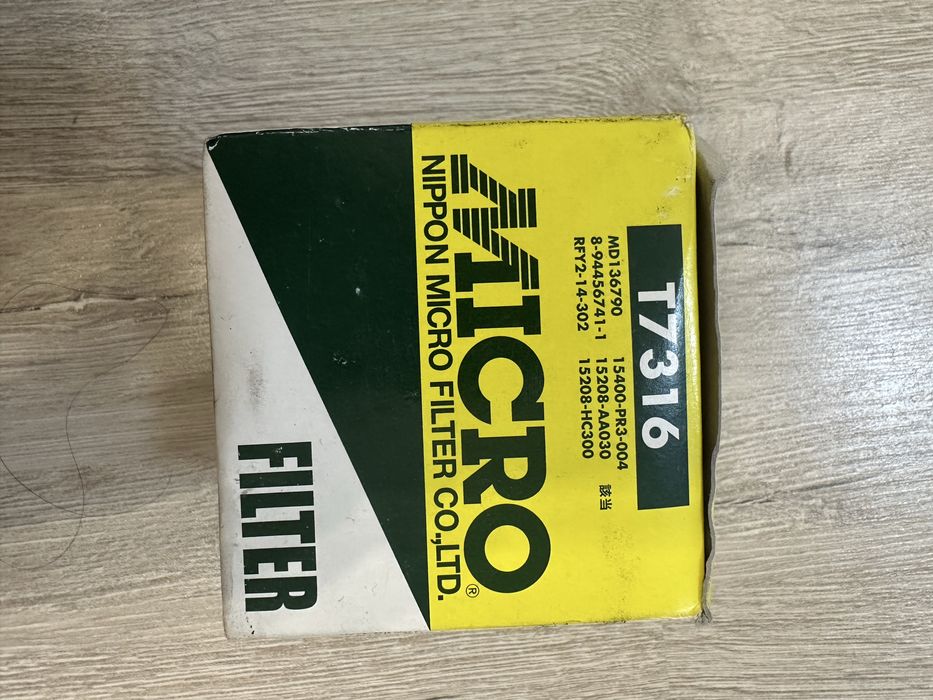 T7316
MD136790 15400-PR3-004
8-94456741-1 15208-AA030 該当
RFY2-14-302 15208-HC300
MICRO®
NIPPON MICRO FILTER CO.,LTD.
FILTER